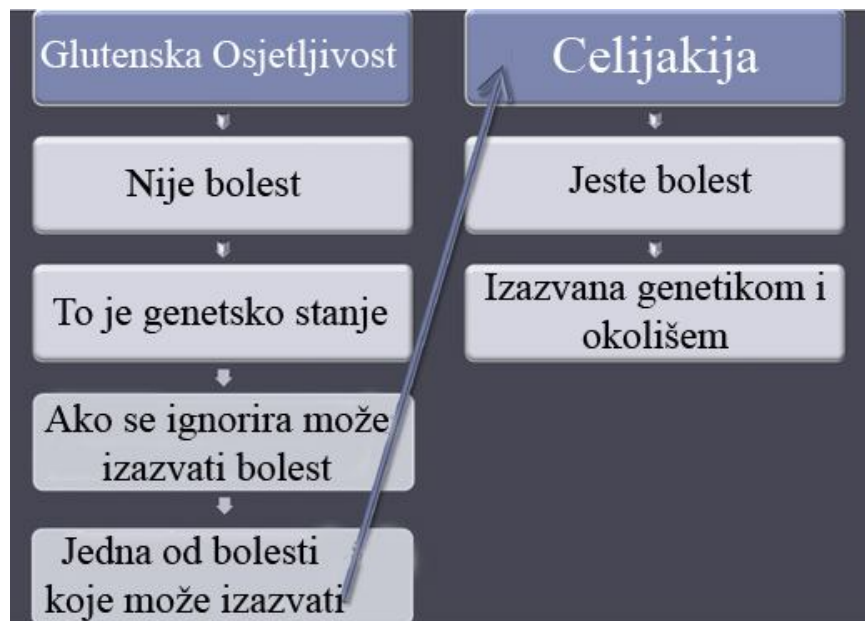 Glutenska Osjetljivost
Nije bolest
To je genetsko stanje
Ako se ignorira može
izazvati bolest
Jedna od bolesti
koje može izazvati
Celijakija
Jeste bolest
Izazvana genetikom i
okolišem